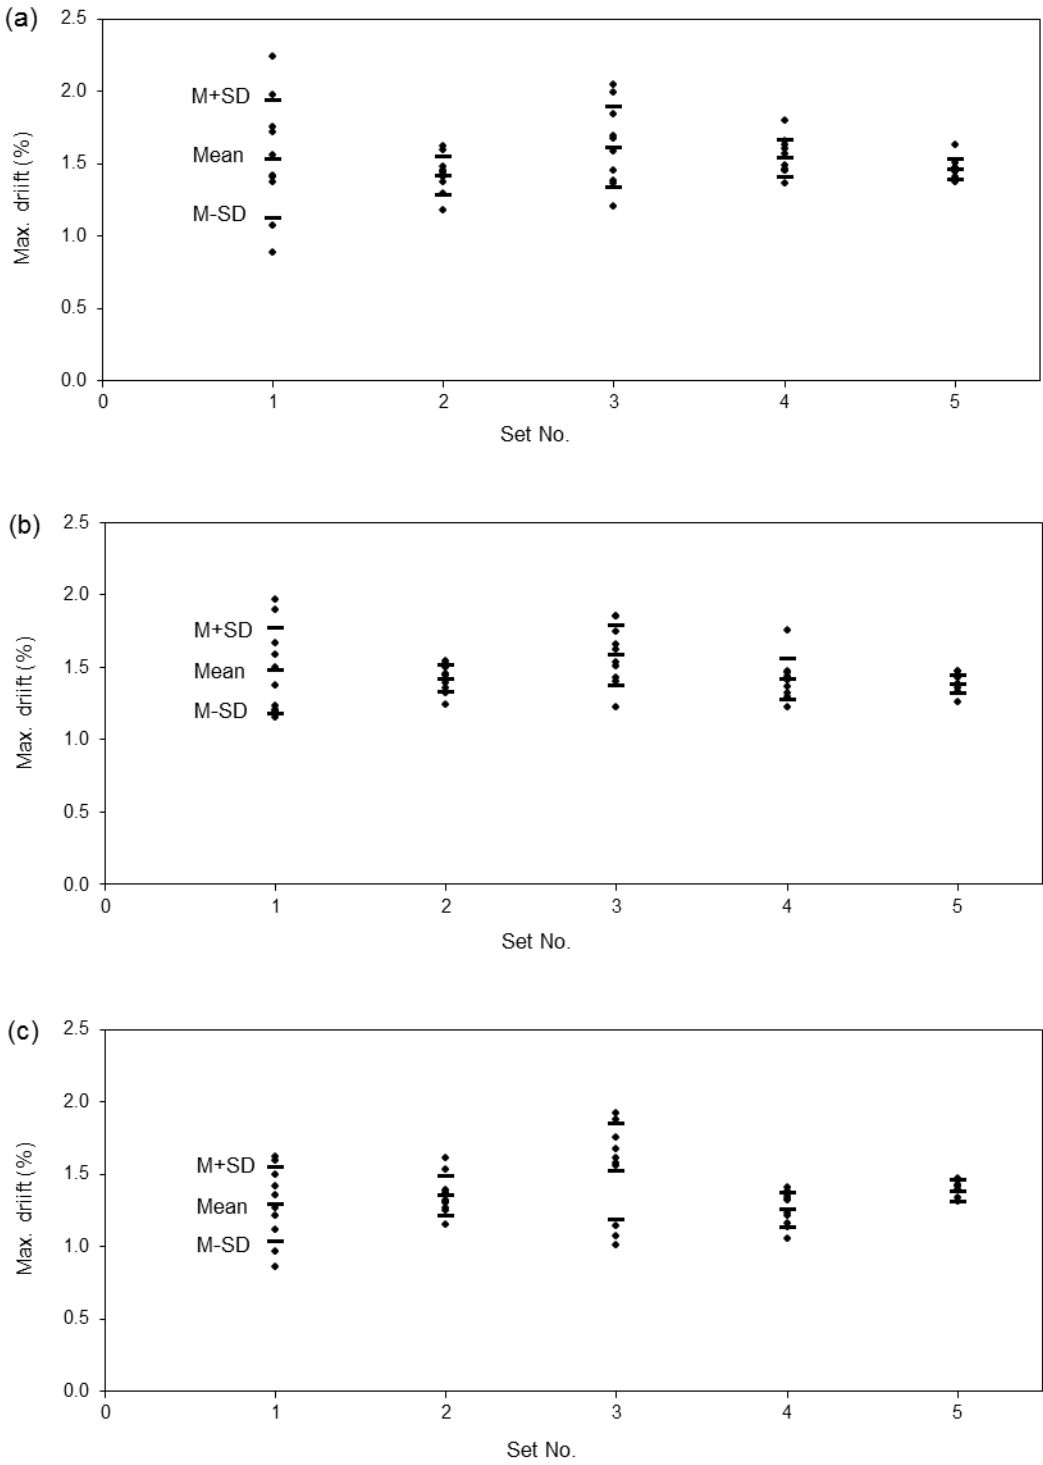 (a)
2.5
2.0
1.5
1.0
0.5
0.0
Max. driift (%)
M+SD
Mean
M-SD
0 1 2 3 4 5
Set No.
(b)
2.5
2.0
1.5
1.0
0.5
0.0
Max. driift (%)
M+SD
Mean
M-SD
0 1 2 3 4 5
Set No.
(c)
2.5
2.0
1.5
1.0
0.5
0.0
Max. driift (%)
M+SD
Mean
M-SD
0 1 2 3 4 5
Set No.